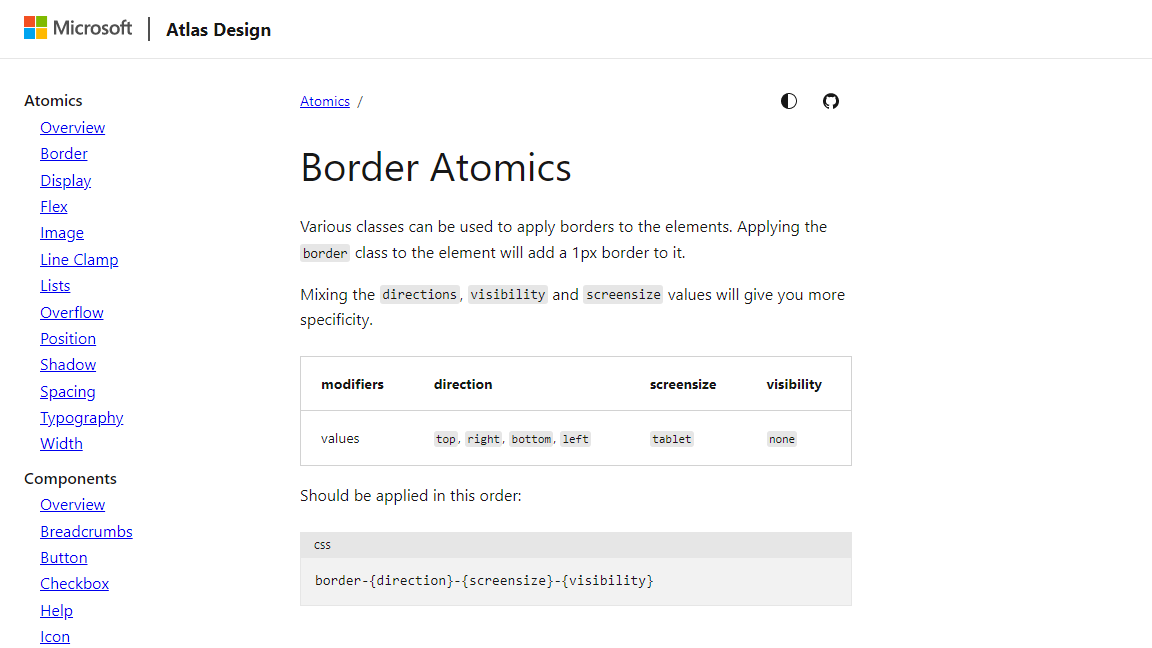 Microsoft | Atlas Design
Atomics
Overview
Border
Display
Flex
Image
Line Clamp
Lists
Overflow
Position
Shadow
Spacing
Typography
Width
Components
Overview
Breadcrumbs
Button
Checkbox
Help
Icon
Atomics /
Border Atomics
Various classes can be used to apply borders to the elements. Applying the
border class to the element will add a 1px border to it.
Mixing the directions, visibility and screensize values will give you more
specificity.
modifiers direction screensize visibility
values top, right, bottom, left tablet none
Should be applied in this order:
css
border-{direction}-{screensize}-{visibility}